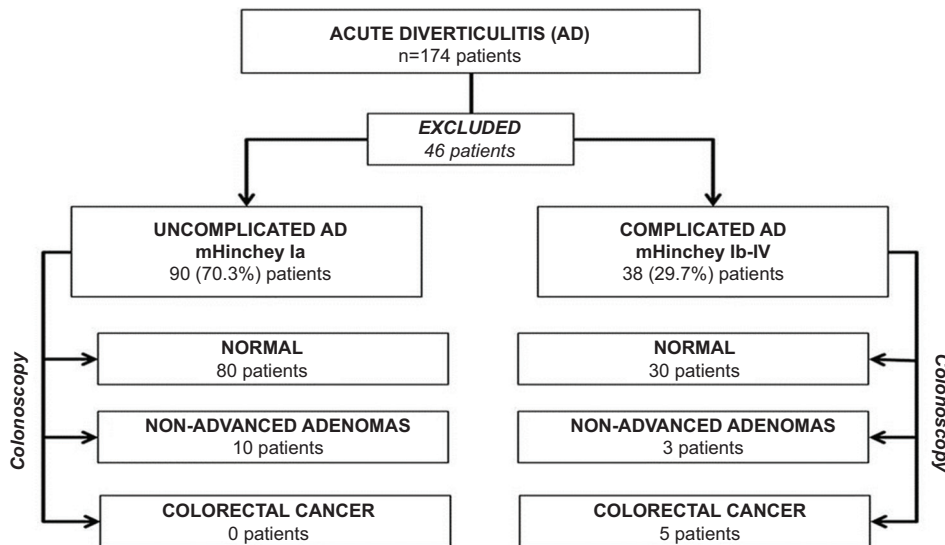 ACUTE DIVERTICULITIS (AD)
n=174 patients
EXCLUDED
46 patients
UNCOMPLICATED AD
mHinchey Ia
90 (70.3%) patients
COMPLICATED AD
mHinchey Ib-IV
38 (29.7%) patients
Colonoscopy
NORMAL
80 patients
NON-ADVANCED ADENOMAS
10 patients
COLORECTAL CANCER
0 patients
NORMAL
30 patients
NON-ADVANCED ADENOMAS
3 patients
COLORECTAL CANCER
5 patients
Colonoscopy